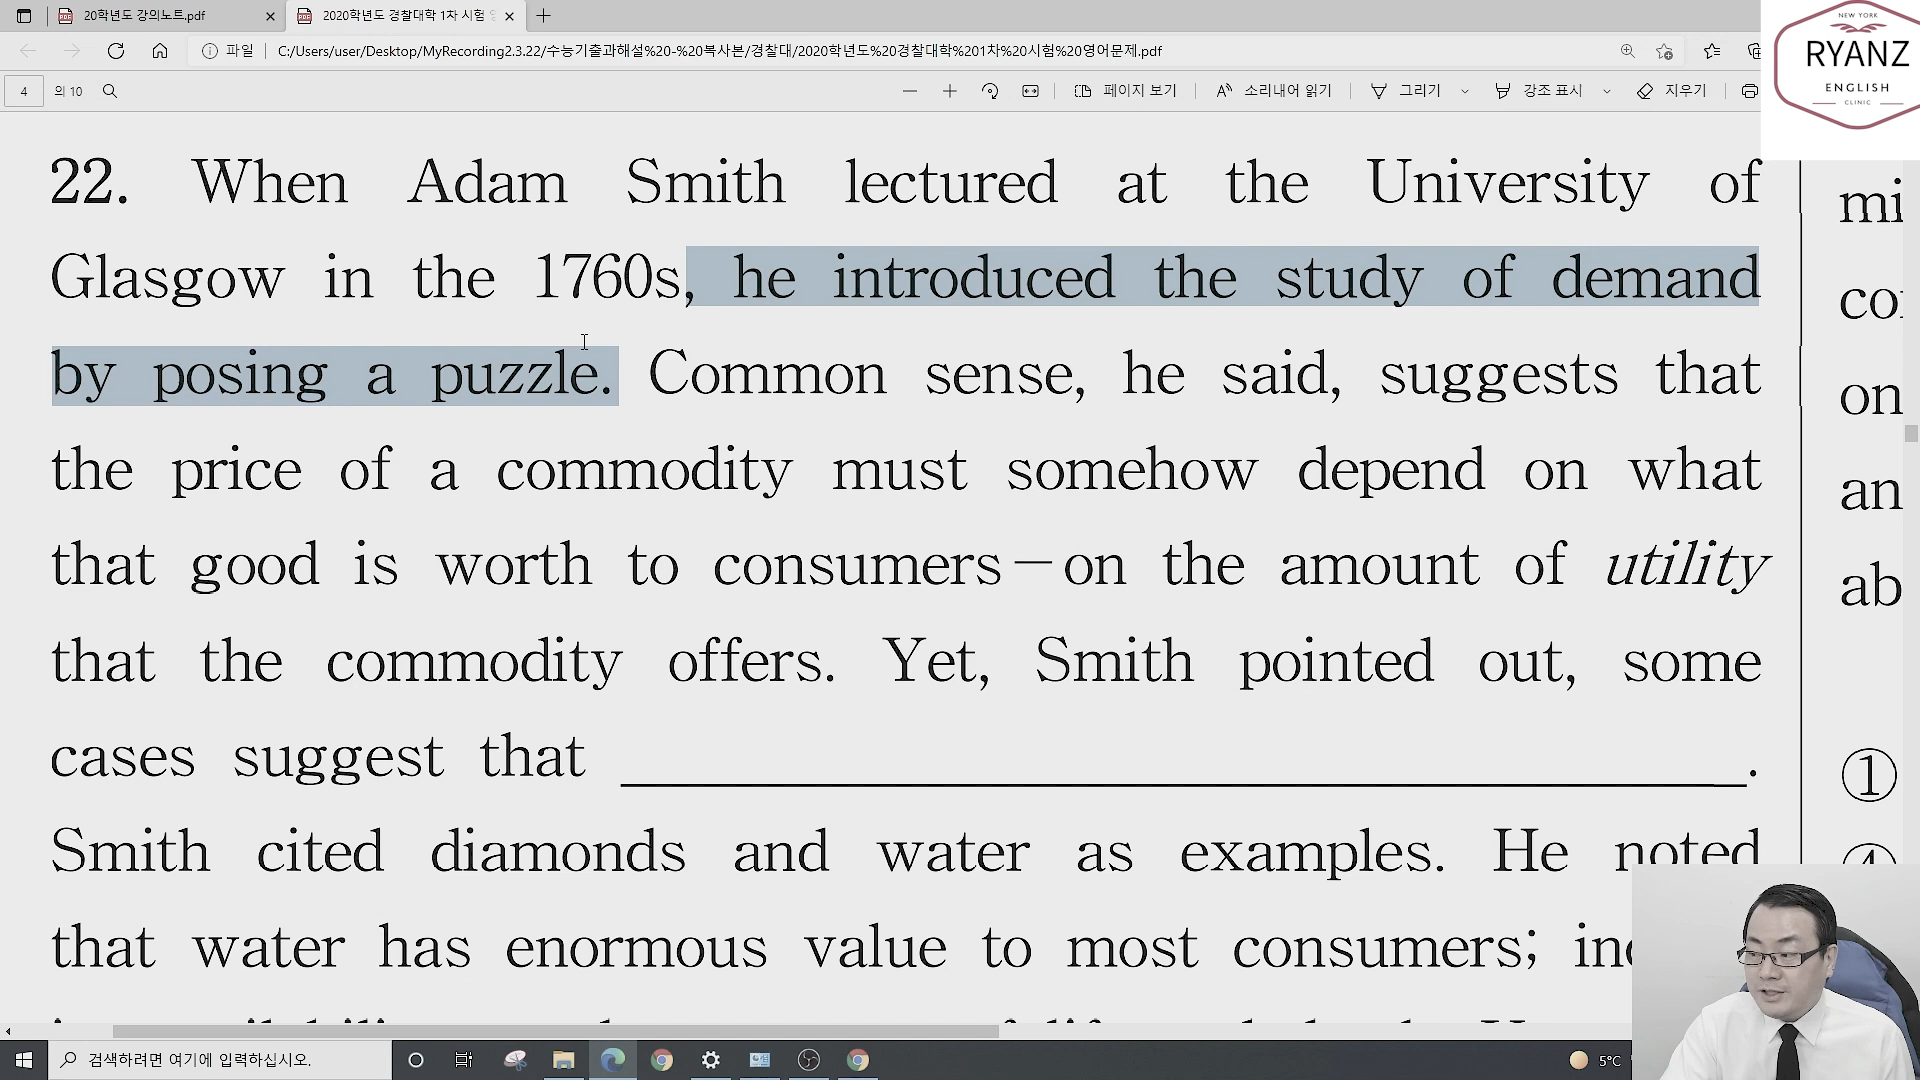 20학년도 강의노트.pdf
2020학년도 경찰대학 1차 시험
파일
C:/Users/user/Desktop/MyRecording2.3.22/수능기출과해설%20-%20복사본/경찰대/2020학년도%20경찰대학%201차%20시험%20영어문제.pdf
4 의 10
페이지 보기
소리내어 읽기
그리기
강조 표시
지우기
NEW YORK
RYANZ
ENGLISH
CLINIC
22. When Adam Smith lectured at the University of
Glasgow in the 1760s, he introduced the study of demand
by posing a puzzle. Common sense, he said, suggests that
the price of a commodity must somehow depend on what
that good is worth to consumers－on the amount of utility
that the commodity offers. Yet, Smith pointed out, some
cases suggest that ____________.
Smith cited diamonds and water as examples. He noted
that water has enormous value to most consumers;
mi
on
an
ab
①
검색하려면 여기에 입력하십시오.
5°C